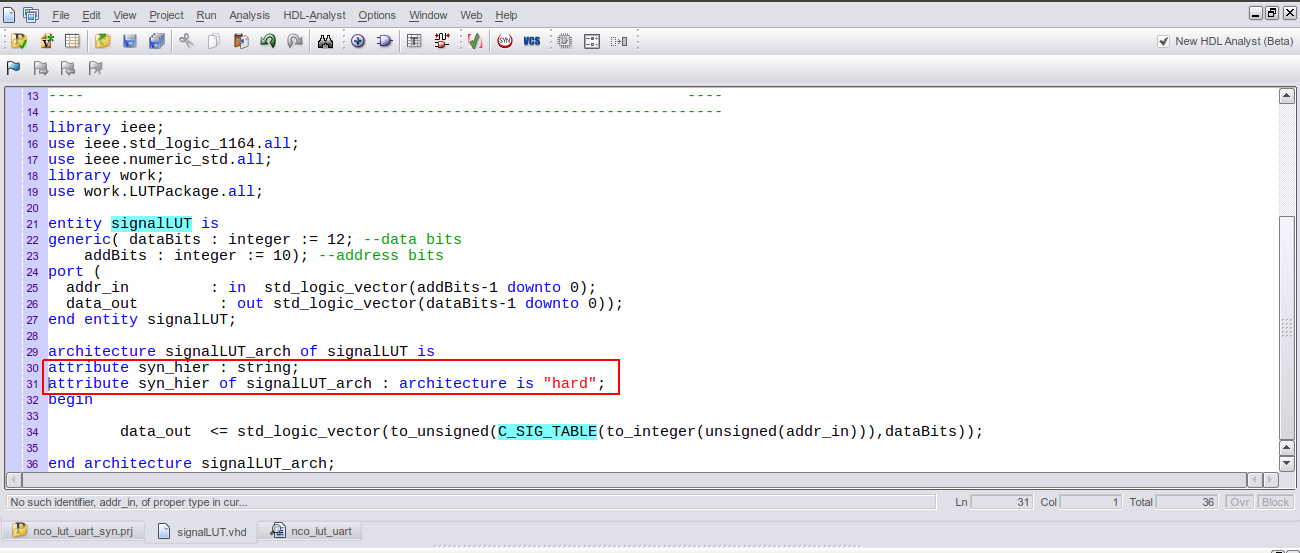 File Edit View Project Run Analysis HDL-Analyst Options Window Web Help
SYN VCS New HDL Analyst (Beta)
13 ---- ----
14 ---------------------------------------------------------------------------
15 library ieee;
16 use ieee.std_logic_1164.all;
17 use ieee.numeric_std.all;
18 library work;
19 use work.LUTPackage.all;
20
21 entity signalLUT is
22 generic( dataBits : integer := 12; --data bits
23 addBits : integer := 10); --address bits
24 port (
25 addr_in : in std_logic_vector(addBits-1 downto 0);
26 data_out : out std_logic_vector(dataBits-1 downto 0));
27 end entity signalLUT;
28
29 architecture signalLUT_arch of signalLUT is
30 attribute syn_hier : string;
31 attribute syn_hier of signalLUT_arch : architecture is "hard";
32 begin
33
34 data_out <= std_logic_vector(to_unsigned(C_SIG_TABLE(to_integer(unsigned(addr_in))),dataBits));
35
36 end architecture signalLUT_arch;
No such identifier, addr_in, of proper type in cur... Ln 31 Col 1 Total 36 Ovr Block
nco_lut_uart_syn.prj signalLUT.vhd nco_lut_uart